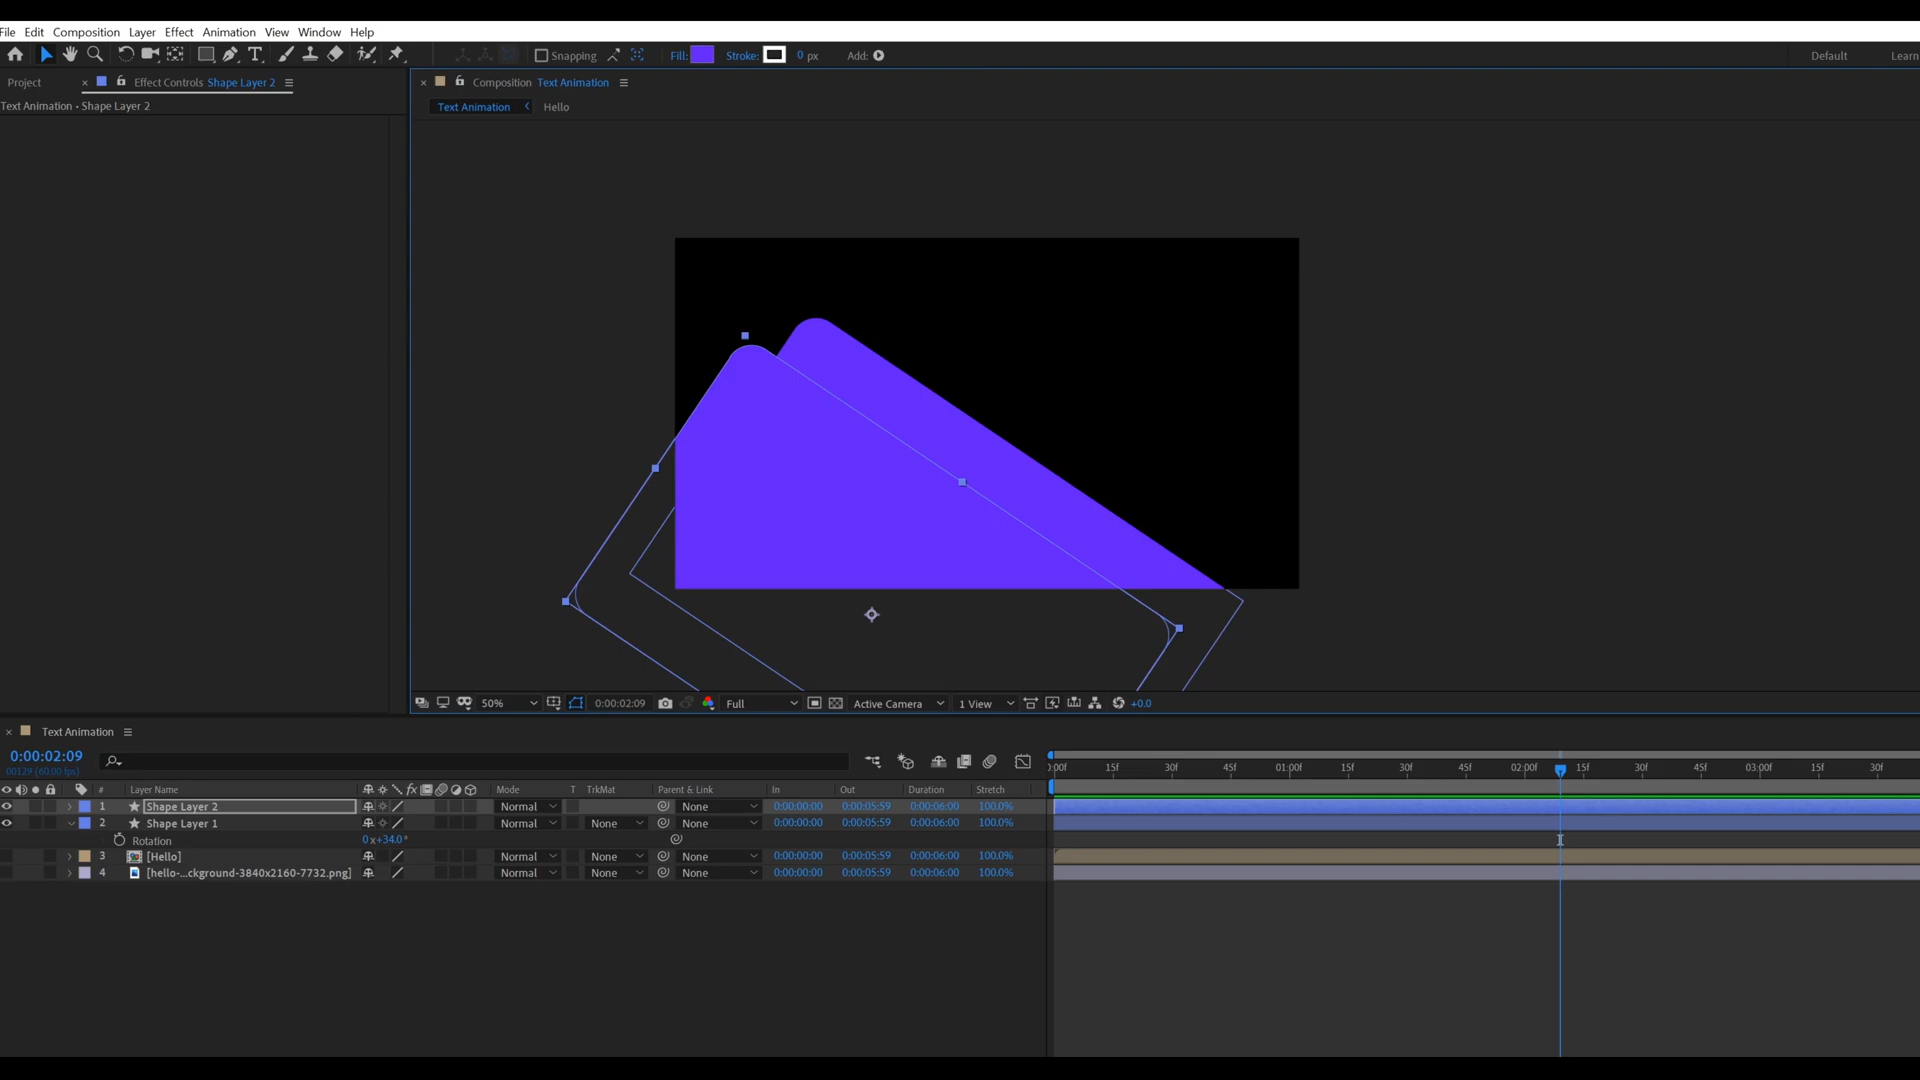 File Edit Composition Layer Effect Animation View Window Help
Snapping Fill: Stroke: 0 px Add: Default Learn
Project × Effect Controls Shape Layer 2 × Composition Text Animation
Text Animation • Shape Layer 2 Text Animation Hello
50% 0:00:02:09 Full Active Camera 1 View +0.0
× Text Animation
0:00:02:09
00129 (60.00 fps)
):00f 15f 30f 45f 01:00f 15f 30f 45f 02:00f 15f 30f 45f 03:00f 15f 30f
# Layer Name fx Mode T TrkMat Parent & Link In Out Duration Stretch
1 Shape Layer 2 Normal None 0:00:00:00 0:00:05:59 0:00:06:00 100.0%
2 Shape Layer 1 Normal None None 0:00:00:00 0:00:05:59 0:00:06:00 100.0%
Rotation 0 x+34.0°
3 [Hello] Normal None None 0:00:00:00 0:00:05:59 0:00:06:00 100.0%
4 [hello-...ckground-3840x2160-7732.png] Normal None None 0:00:00:00 0:00:05:59 0:00:06:00 100.0%